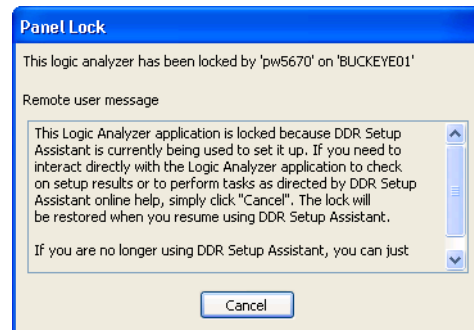 Panel Lock
This logic analyzer has been locked by 'pw5670' on 'BUCKEYE01'
Remote user message
This Logic Analyzer application is locked because DDR Setup
Assistant is currently being used to set it up. If you need to
interact directly with the Logic Analyzer application to check
on setup results or to perform tasks as directed by DDR Setup
Assistant online help, simply click "Cancel". The lock will
be restored when you resume using DDR Setup Assistant.
If you are no longer using DDR Setup Assistant, you can just
Cancel